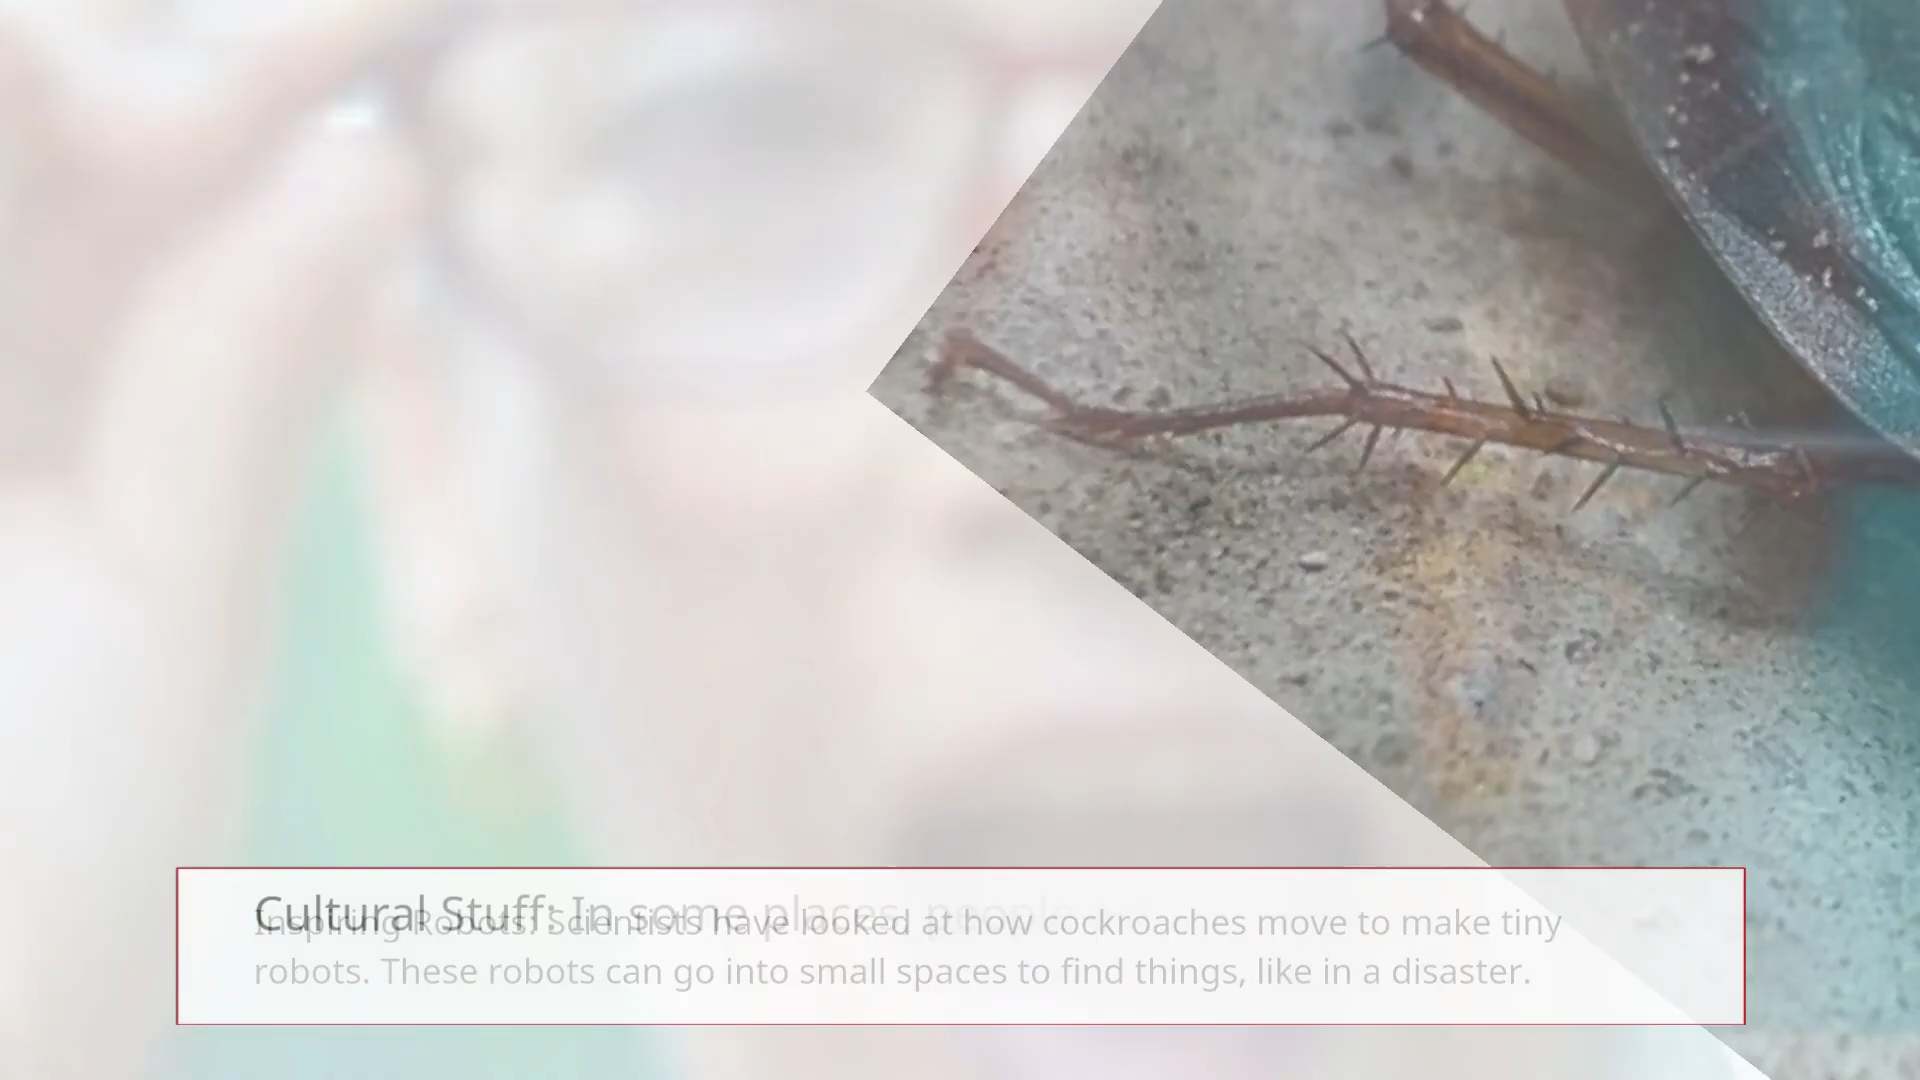 Cultural Stuff: In some places, people
Inspiring Robots: Scientists have looked at how cockroaches move to make tiny
robots. These robots can go into small spaces to find things, like in a disaster.